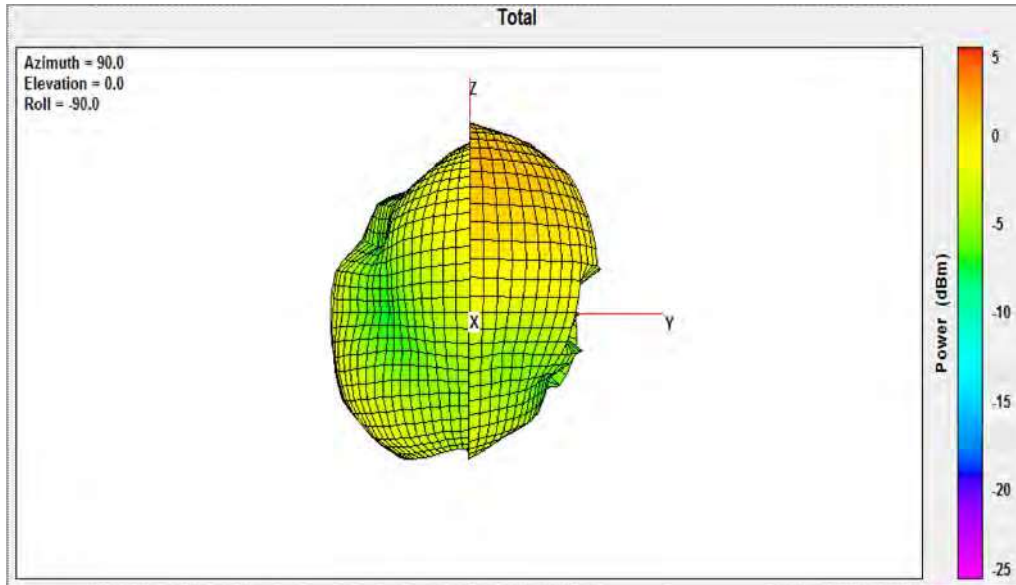 Total
Azimuth = 90.0
Elevation = 0.0
Roll = -90.0
Z
X
Y
5
0
-5
-10
-15
-20
-25
Power (dBm)